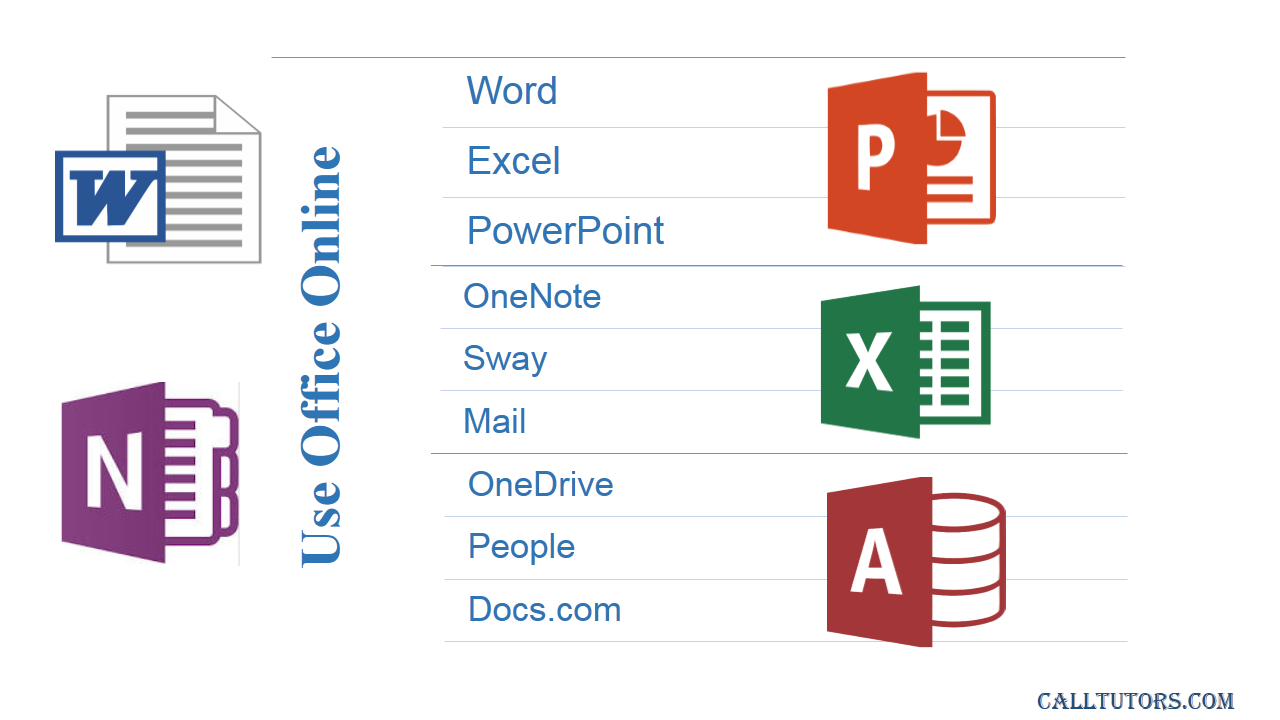 Use Office Online
Word
Excel
PowerPoint
OneNote
Sway
Mail
OneDrive
People
Docs.com
W
N
P
X
A
CALLTUTORS.COM